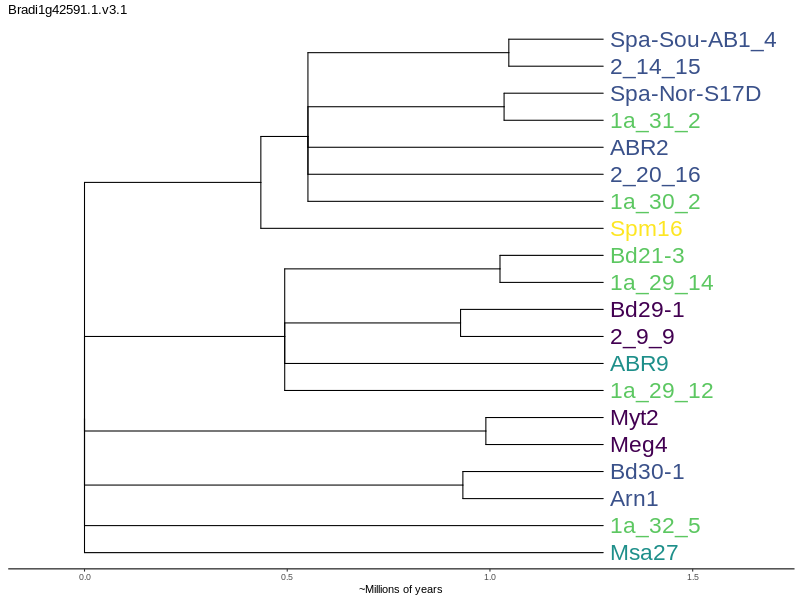 Bradi1g42591.1.v3.1
Spa-Sou-AB1_4
2_14_15
Spa-Nor-S17D
1a_31_2
ABR2
2_20_16
1a_30_2
Spm16
Bd21-3
1a_29_14
Bd29-1
2_9_9
ABR9
1a_29_12
Myt2
Meg4
Bd30-1
Arn1
1a_32_5
Msa27
0.0 0.5 1.0 1.5
~Millions of years